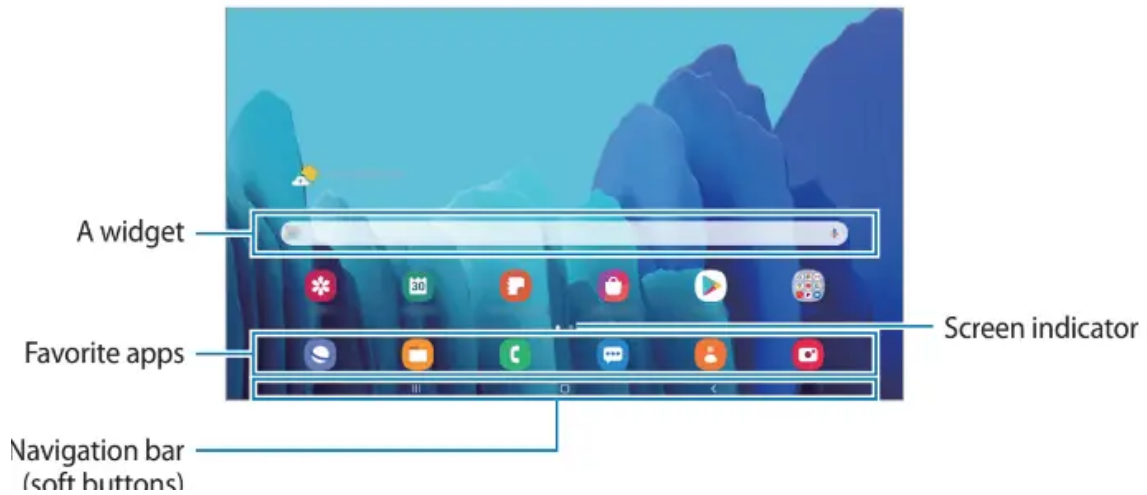 A widget
Screen indicator
Favorite apps
Navigation bar
(soft buttons)
30